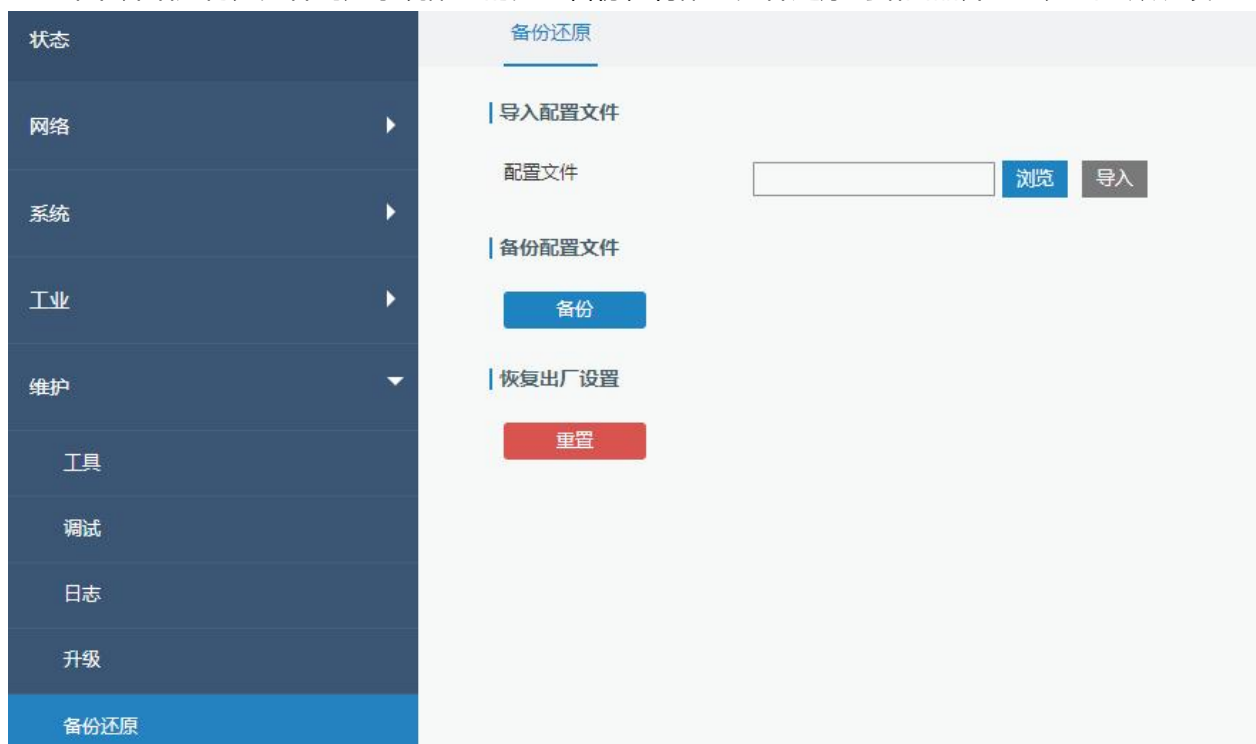 状态
网络
系统
工业
维护
工具
调试
日志
升级
备份还原
备份还原
导入配置文件
配置文件
浏览 导入
备份配置文件
备份
恢复出厂设置
重置